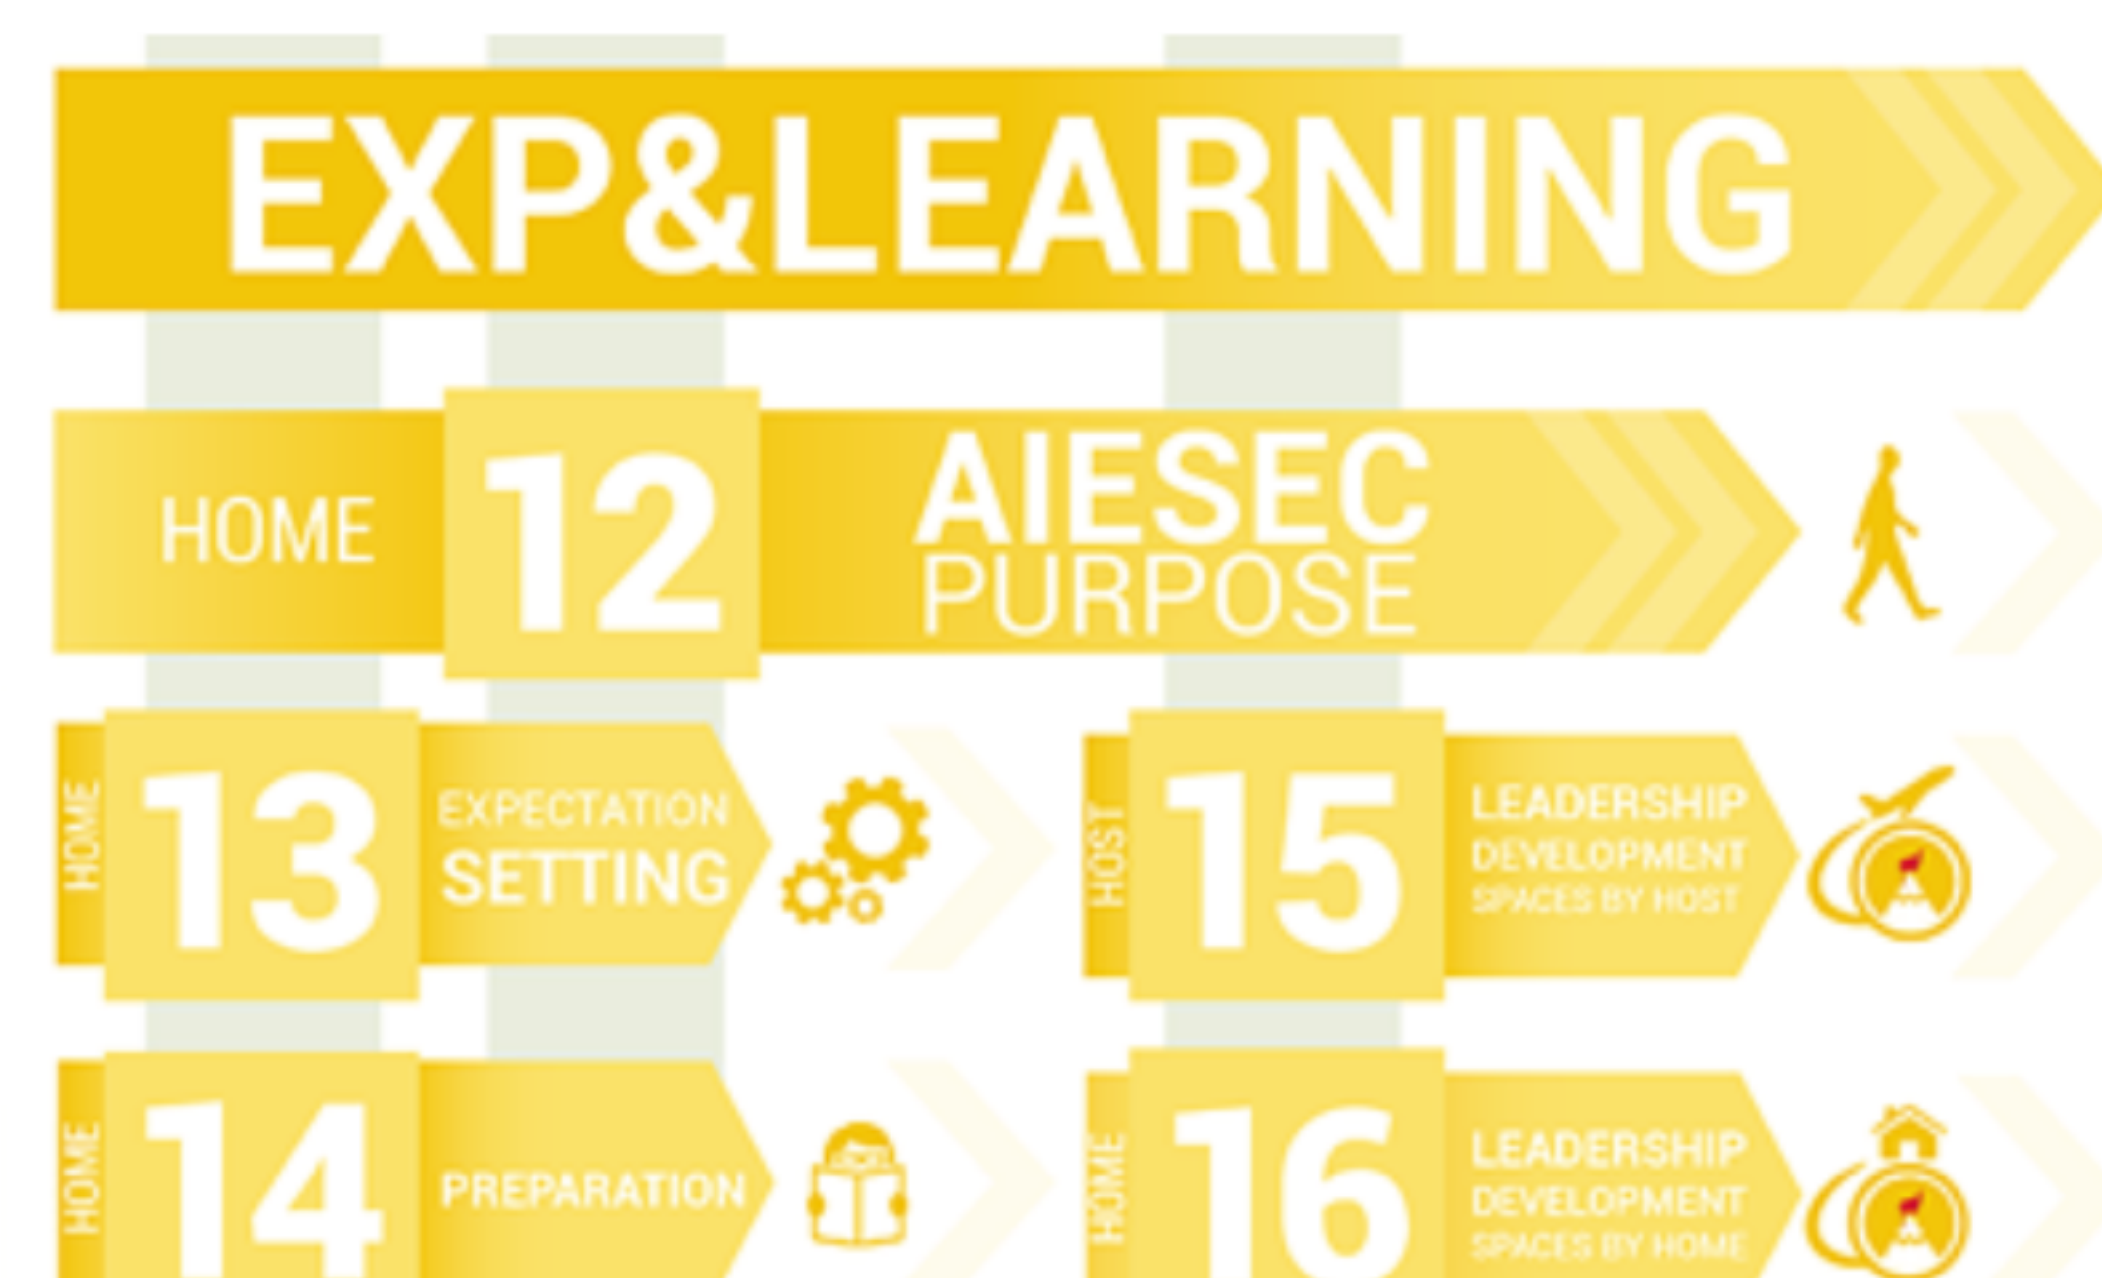 EXP&LEARNING
HOME
12
AIESEC
PURPOSE
HOME
13
EXPECTATION
SETTING
HOST
15
LEADERSHIP
DEVELOPMENT
SPACES BY HOST
HOME
14
PREPARATION
HOME
16
LEADERSHIP
DEVELOPMENT
SPACES BY HOME